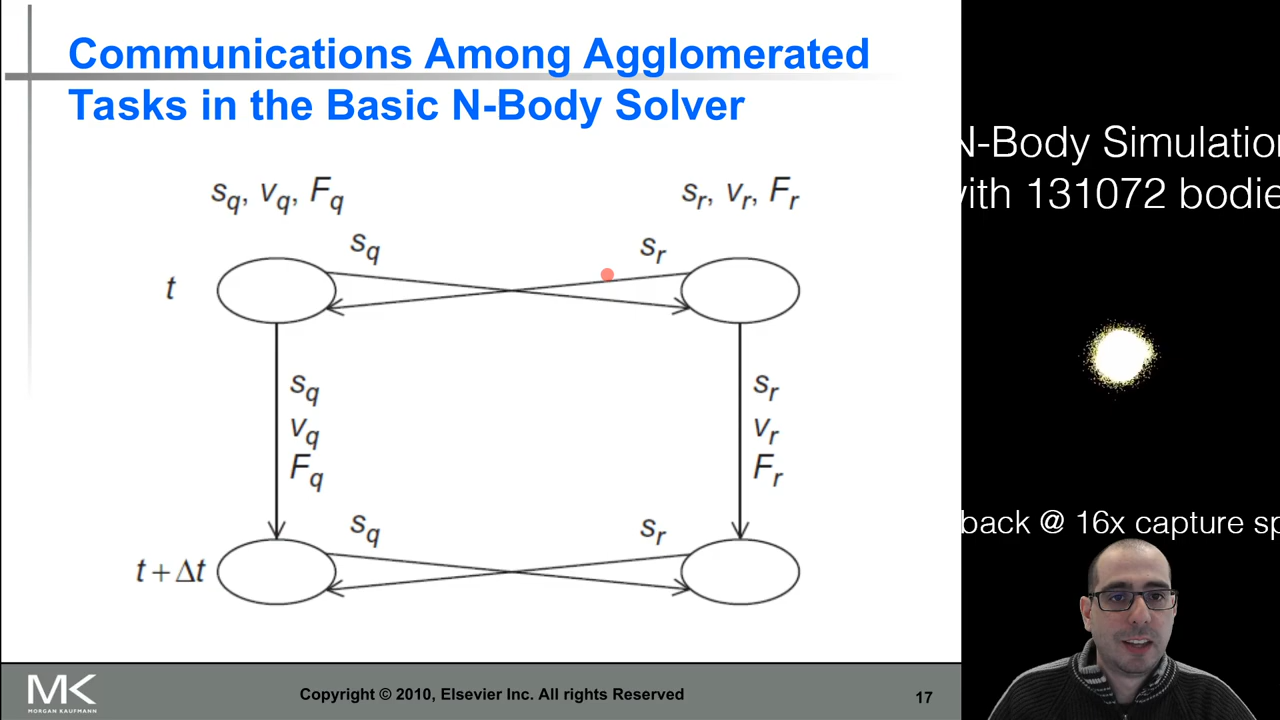 Communications Among Agglomerated
Tasks in the Basic N-Body Solver
s_q, v_q, F_q
s_r, v_r, F_r
s_q
s_r
t
s_q
v_q
F_q
s_r
v_r
F_r
s_q
s_r
t + Δt
MK
MORGAN KAUFMANN
Copyright © 2010, Elsevier Inc. All rights Reserved
17
N-Body Simulation
with 131072 bodie
back @ 16x capture sp